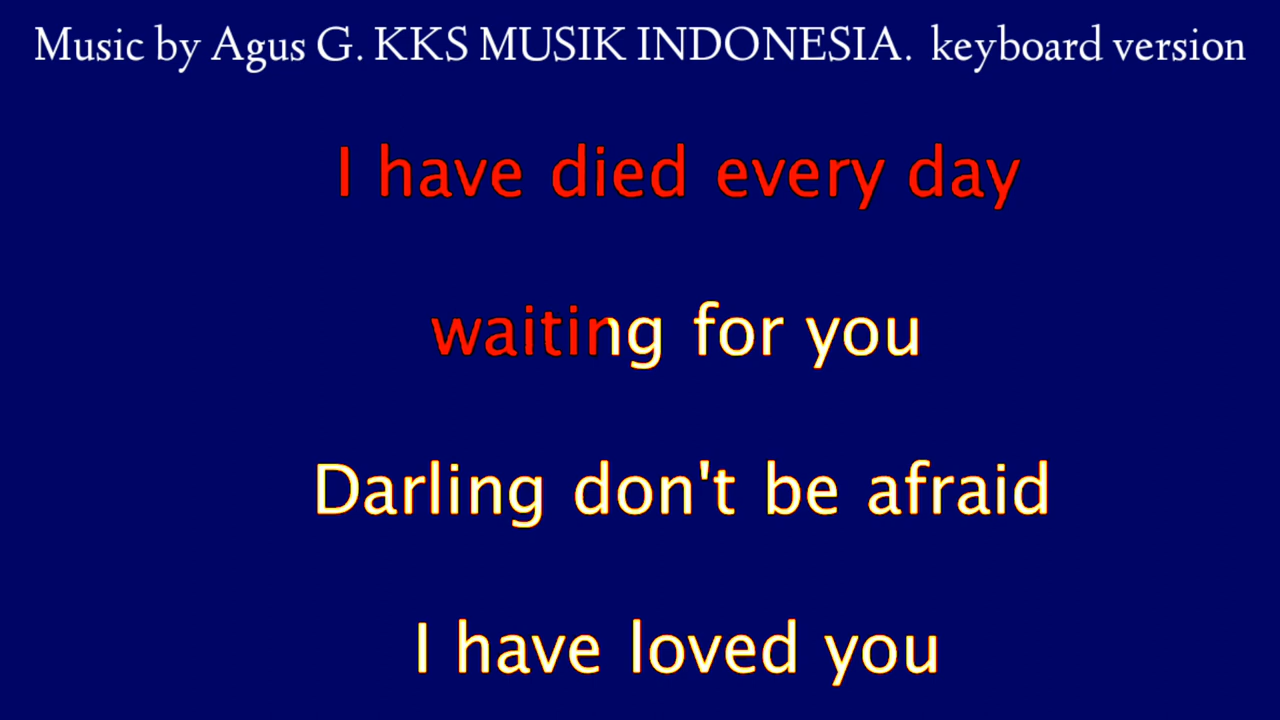 Music by Agus G. KKS MUSIK INDONESIA. keyboard version
I have died every day
waiting for you
Darling don't be afraid
I have loved you